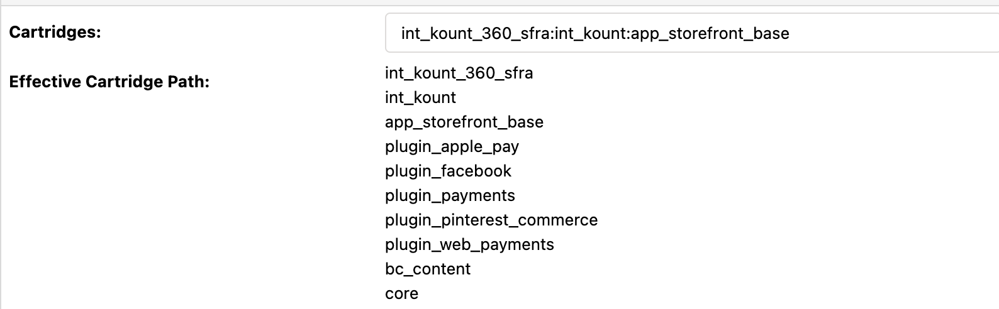 Cartridges:
int_kount_360_sfra:int_kount:app_storefront_base
Effective Cartridge Path:
int_kount_360_sfra
int_kount
app_storefront_base
plugin_apple_pay
plugin_facebook
plugin_payments
plugin_pinterest_commerce
plugin_web_payments
bc_content
core